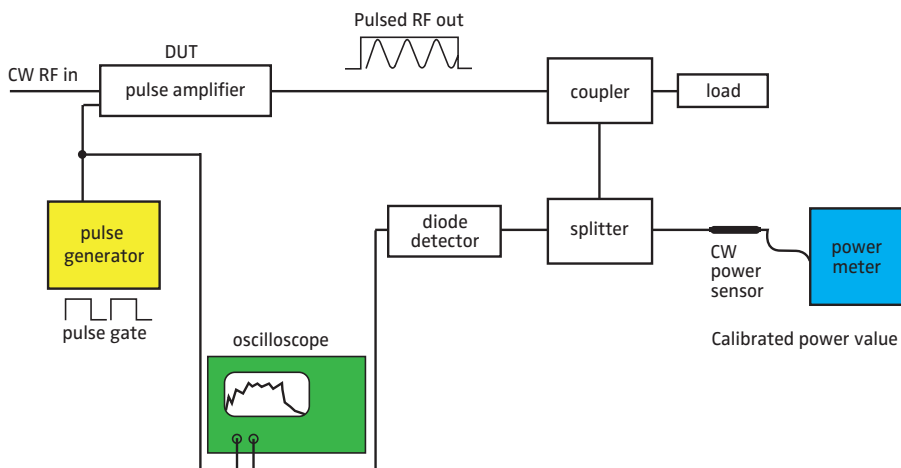 Pulsed RF out
DUT
CW RF in
pulse amplifier
coupler
load
pulse
generator
diode
detector
splitter
CW
power
sensor
power
meter
pulse gate
oscilloscope
Calibrated power value